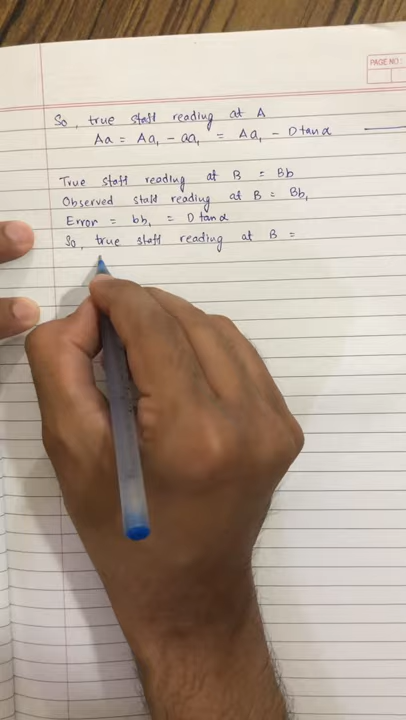 PAGE NO:
So, true staff reading at A
Aa = Aa₁ - aa₁ = Aa₁ - D tan α
True staff reading at B = Bb
Observed staff reading at B = Bb₁
Error = bb₁ = D tan α
So, true staff reading at B =